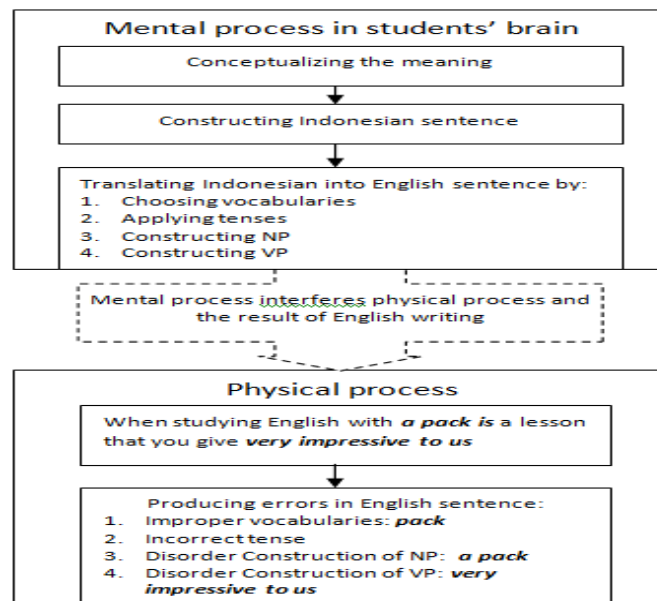 Mental process in students' brain
Conceptualizing the meaning
Constructing Indonesian sentence
Translating Indonesian into English sentence by:
1. Choosing vocabularies
2. Applying tenses
3. Constructing NP
4. Constructing VP
Mental process interferes physical process and
the result of English writing
Physical process
When studying English with a pack is a lesson
that you give very impressive to us
Producing errors in English sentence:
1. Improper vocabularies: pack
2. Incorrect tense
3. Disorder Construction of NP: a pack
4. Disorder Construction of VP: very
impressive to us